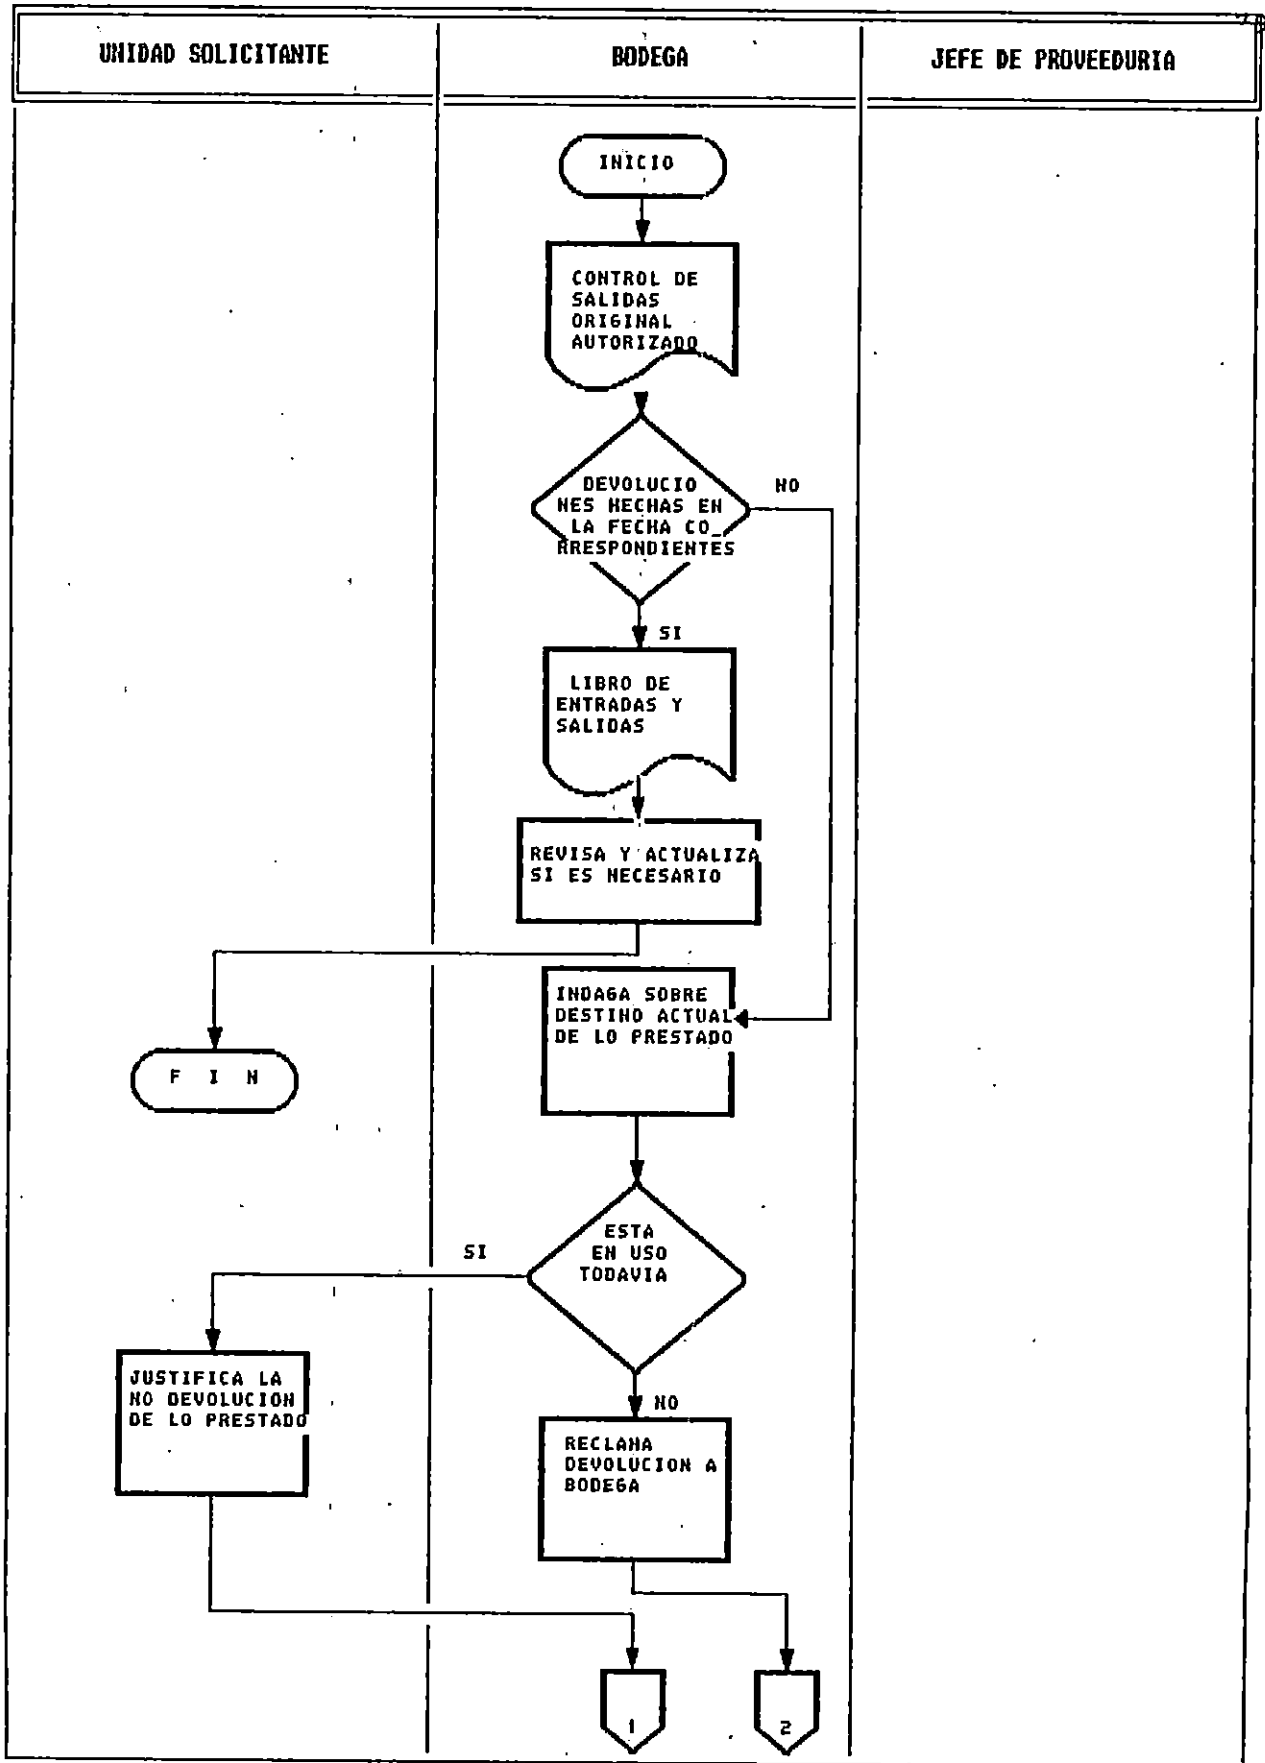 UNIDAD SOLICITANTE
BODEGA
JEFE DE PROVEEDURIA
INICIO
CONTROL DE
SALIDAS
ORIGINAL
AUTORIZADO
DEVOLUCIO
NES HECHAS EN
LA FECHA CO_
RRESPONDIENTES
NO
SI
LIBRO DE
ENTRADAS Y
SALIDAS
REVISA Y ACTUALIZA
SI ES NECESARIO
INDAGA SOBRE
DESTINO ACTUAL
DE LO PRESTADO
F I N
ESTA
EN USO
TODAVIA
SI
JUSTIFICA LA
NO DEVOLUCION
DE LO PRESTADO
NO
RECLAMA
DEVOLUCION A
BODEGA
1
2